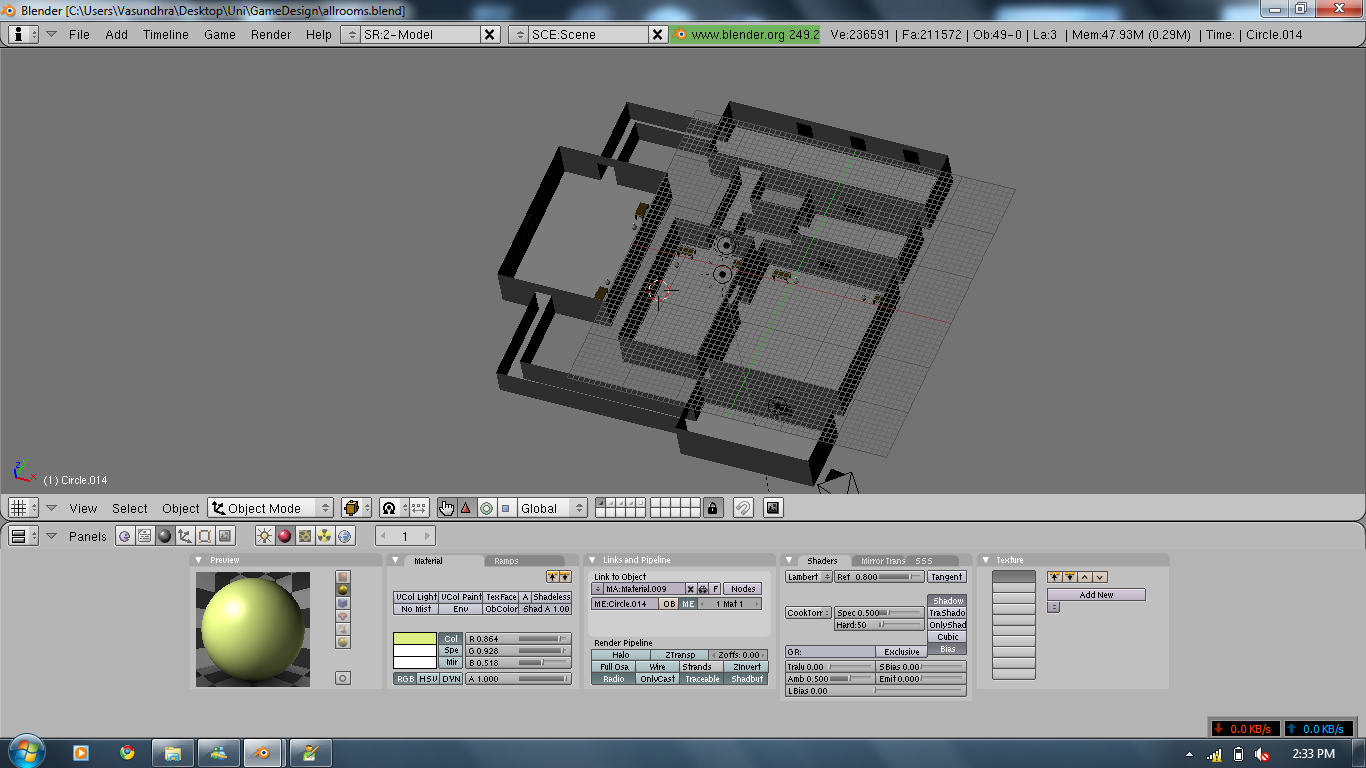 Blender [C:\Users\Vasundhra\Desktop\Uni\GameDesign\allrooms.blend]
File Add Timeline Game Render Help SR:2-Model SCE:Scene www.blender.org 249.2 Ve:236591 | Fa:211572 | Ob:49-0 | La:3 | Mem:47.93M (0.29M) | Time: | Circle.014
Z
X
(1) Circle.014
View Select Object Object Mode Global
Panels 1
Preview Material Ramps Links and Pipeline Shaders Mirror Trans SSS Texture
Link to Object
MA:Material.009 F Nodes
ME:Circle.014 OB ME 1 Mat 1
VCol Light VCol Paint TexFace A Shadeless
No Mist Env ObColor Shad A 1.00
Col R 0.864
Spe G 0.928
Mir B 0.518
RGB HSV DYN A 1.000
Render Pipeline
Halo ZTransp Zoffs: 0.00
Full Osa Wire Strands ZInvert
Radio OnlyCast Traceable Shadbuf
Lambert Ref 0.800 Tangent
Shadow
CookTorr Spec 0.500 TraShado
Hard:50 OnlyShad
Cubic
GR: Exclusive Bias
Tralu 0.00 SBias 0.00
Amb 0.500 Emit 0.000
LBias 0.00
Add New
0.0 KB/s 0.0 KB/s
2:33 PM